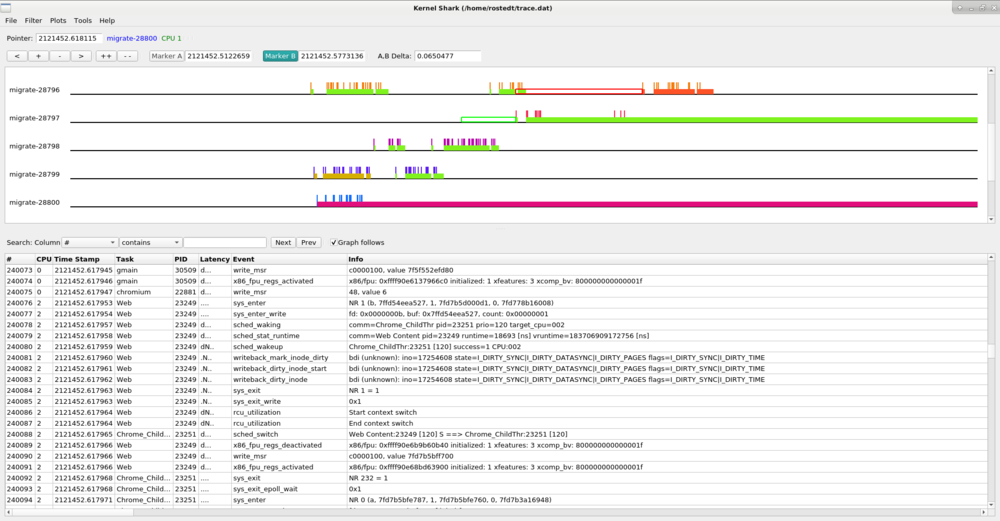 Kernel Shark (/home/rostedt/trace.dat)
File Filter Plots Tools Help
Pointer: 2121452.618115 migrate-28800 CPU 1
< + - > ++ -- Marker A 2121452.5122659 Marker B 2121452.5773136 A,B Delta: 0.0650477
migrate-28796
migrate-28797
migrate-28798
migrate-28799
migrate-28800
Search: Column # contains Next Prev Graph follows
# CPU Time Stamp Task PID Latency Event Info
240073 0 2121452.617945 gmain 30509 d... write_msr c0000100, value 7f5f552efd80
240074 0 2121452.617946 gmain 30509 d... x86_fpu_regs_activated x86/fpu: 0xffff90e6137966c0 initialized: 1 xfeatures: 3 xcomp_bv: 800000000000001f
240075 1 2121452.617947 chromium 22881 d... write_msr 48, value 6
240076 2 2121452.617953 Web 23249 .... sys_enter NR 1 (b, 7ffd54eea527, 1, 7fd7b5d000d1, 0, 7fd778b16008)
240077 2 2121452.617954 Web 23249 .... sys_enter_write fd: 0x0000000b, buf: 0x7ffd54eea527, count: 0x00000001
240078 2 2121452.617956 Web 23249 d... sched_waking comm=Chrome_ChildThr pid=23251 prio=120 target_cpu=002
240079 2 2121452.617958 Web 23249 d... sched_stat_runtime comm=Web Content pid=23249 runtime=18693 [ns] vruntime=183706909172756 [ns]
240080 2 2121452.617959 Web 23249 dN.. sched_wakeup Chrome_ChildThr:23251 [120] success=1 CPU:002
240081 2 2121452.617960 Web 23249 .N.. writeback_mark_inode_dirty bdi (unknown): ino=17254608 state=I_DIRTY_SYNC|I_DIRTY_DATASYNC|I_DIRTY_PAGES flags=I_DIRTY_SYNC|I_DIRTY_TIME
240082 2 2121452.617961 Web 23249 .N.. writeback_dirty_inode_start bdi (unknown): ino=17254608 state=I_DIRTY_SYNC|I_DIRTY_DATASYNC|I_DIRTY_PAGES flags=I_DIRTY_SYNC|I_DIRTY_TIME
240083 2 2121452.617962 Web 23249 .N.. writeback_dirty_inode bdi (unknown): ino=17254608 state=I_DIRTY_SYNC|I_DIRTY_DATASYNC|I_DIRTY_PAGES flags=I_DIRTY_SYNC|I_DIRTY_TIME
240084 2 2121452.617963 Web 23249 .N.. sys_exit NR 1 = 1
240085 2 2121452.617963 Web 23249 .N.. sys_exit_write 0x1
240086 2 2121452.617964 Web 23249 dN.. rcu_utilization Start context switch
240087 2 2121452.617964 Web 23249 dN.. rcu_utilization End context switch
240088 2 2121452.617965 Chrome_Child... 23251 d... sched_switch Web Content:23249 [120] S ==> Chrome_ChildThr:23251 [120]
240089 2 2121452.617966 Web 23249 d... x86_fpu_regs_deactivated x86/fpu: 0xffff90e6b9b60b40 initialized: 1 xfeatures: 3 xcomp_bv: 800000000000001f
240090 2 2121452.617966 Web 23249 d... write_msr c0000100, value 7fd7b5bff700
240091 2 2121452.617966 Web 23249 d... x86_fpu_regs_activated x86/fpu: 0xffff90e68bd63900 initialized: 1 xfeatures: 3 xcomp_bv: 800000000000001f
240092 2 2121452.617968 Chrome_Child... 23251 .... sys_exit NR 232 = 1
240093 2 2121452.617968 Chrome_Child... 23251 .... sys_exit_epoll_wait 0x1
240094 2 2121452.617971 Chrome_Child... 23251 .... sys_enter NR 0 (a, 7fd7b5bfe787, 1, 7fd7b5bfe760, 0, 7fd7b3a16948)